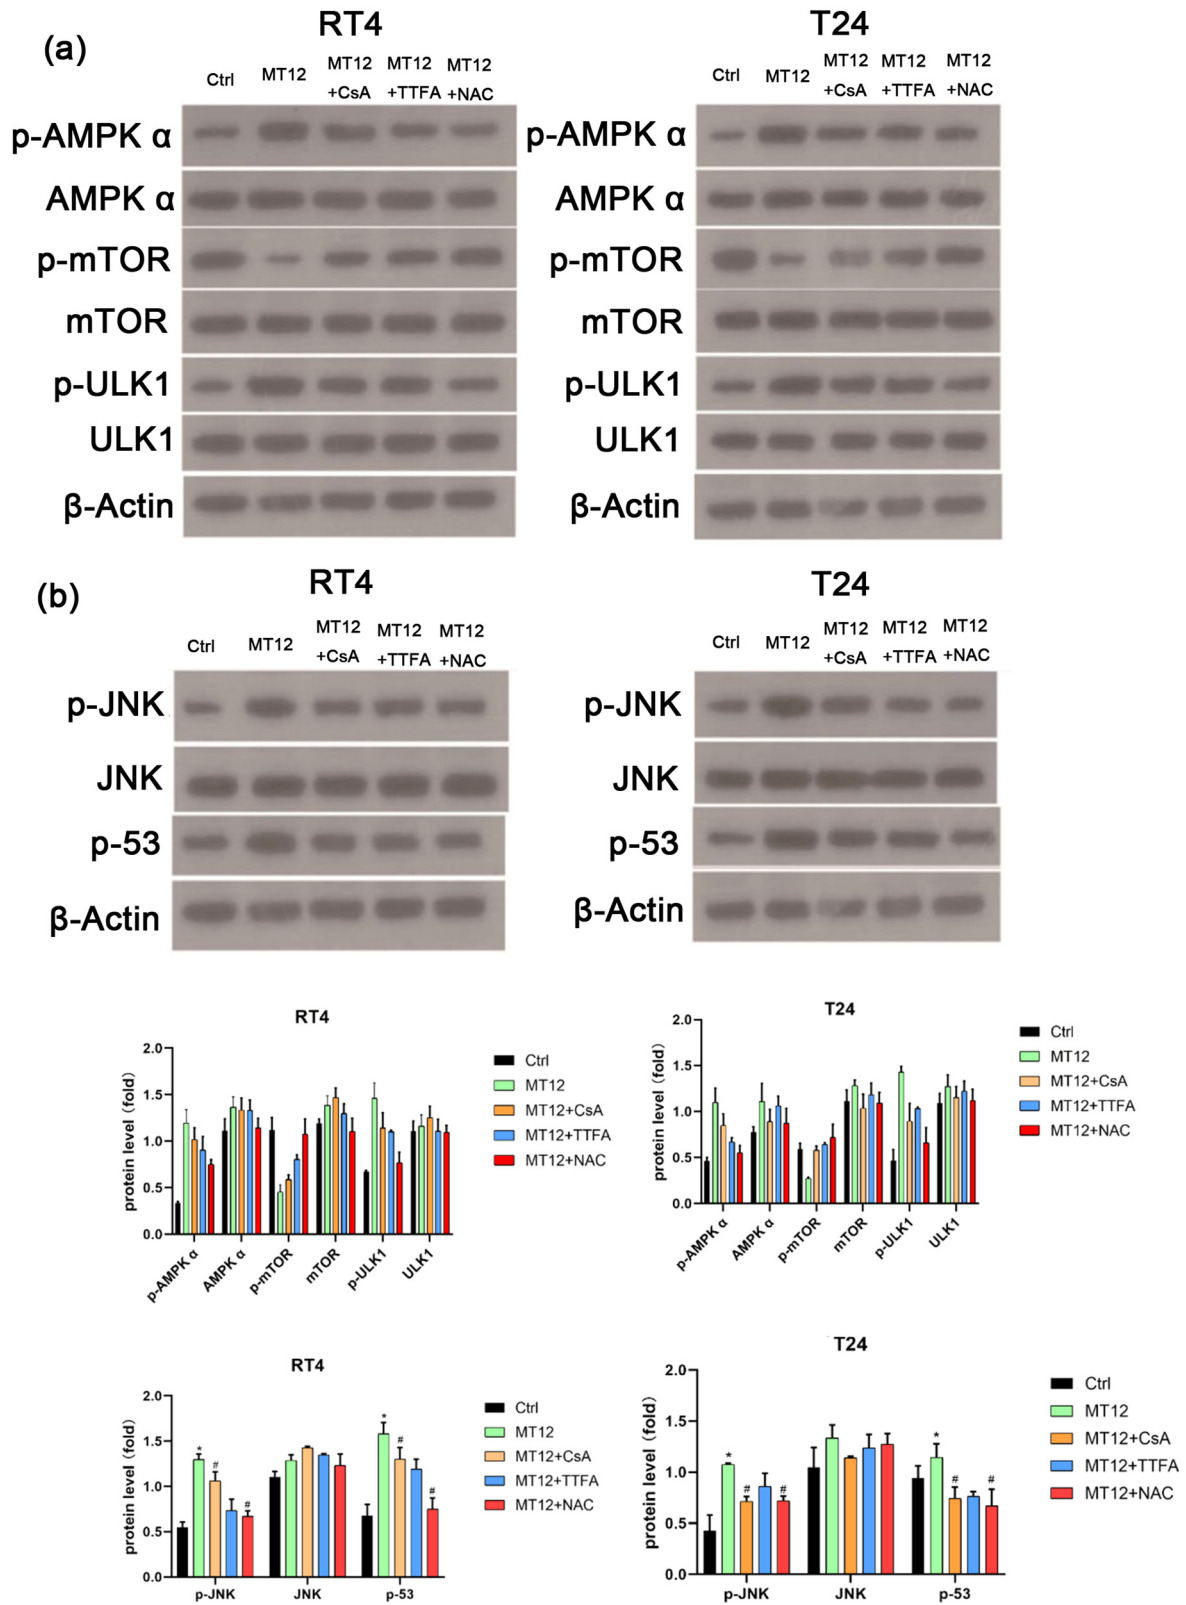 (a)
RT4
Ctrl MT12 MT12 +CsA MT12 +TTFA MT12 +NAC
p-AMPK α
AMPK α
p-mTOR
mTOR
p-ULK1
ULK1
β-Actin
T24
Ctrl MT12 MT12 +CsA MT12 +TTFA MT12 +NAC
p-AMPK α
AMPK α
p-mTOR
mTOR
p-ULK1
ULK1
β-Actin
(b)
RT4
Ctrl MT12 MT12 +CsA MT12 +TTFA MT12 +NAC
p-JNK
JNK
p-53
β-Actin
T24
Ctrl MT12 MT12 +CsA MT12 +TTFA MT12 +NAC
p-JNK
JNK
p-53
β-Actin
RT4
protein level (fold)
2.0
1.5
1.0
0.5
0.0
p-AMPK α AMPK α p-mTOR mTOR p-ULK1 ULK1
Ctrl
MT12
MT12+CsA
MT12+TTFA
MT12+NAC
T24
protein level (fold)
2.0
1.5
1.0
0.5
0.0
p-AMPK α AMPK α p-mTOR mTOR p-ULK1 ULK1
Ctrl
MT12
MT12+CsA
MT12+TTFA
MT12+NAC
RT4
protein level (fold)
2.0
1.5
1.0
0.5
0.0
* # # * # #
p-JNK JNK p-53
Ctrl
MT12
MT12+CsA
MT12+TTFA
MT12+NAC
T24
protein level (fold)
2.0
1.5
1.0
0.5
0.0
* # # * # #
p-JNK JNK p-53
Ctrl
MT12
MT12+CsA
MT12+TTFA
MT12+NAC